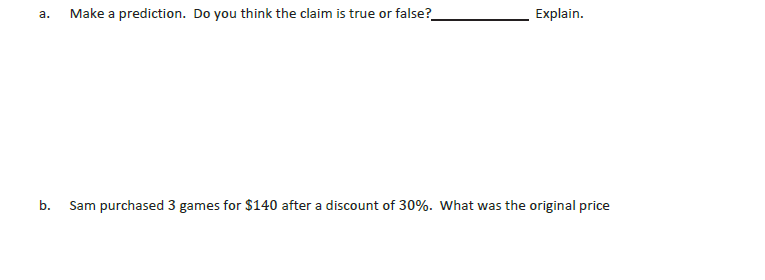 a. Make a prediction. Do you think the claim is true or false?______________ Explain.
b. Sam purchased 3 games for $140 after a discount of 30%. What was the original price